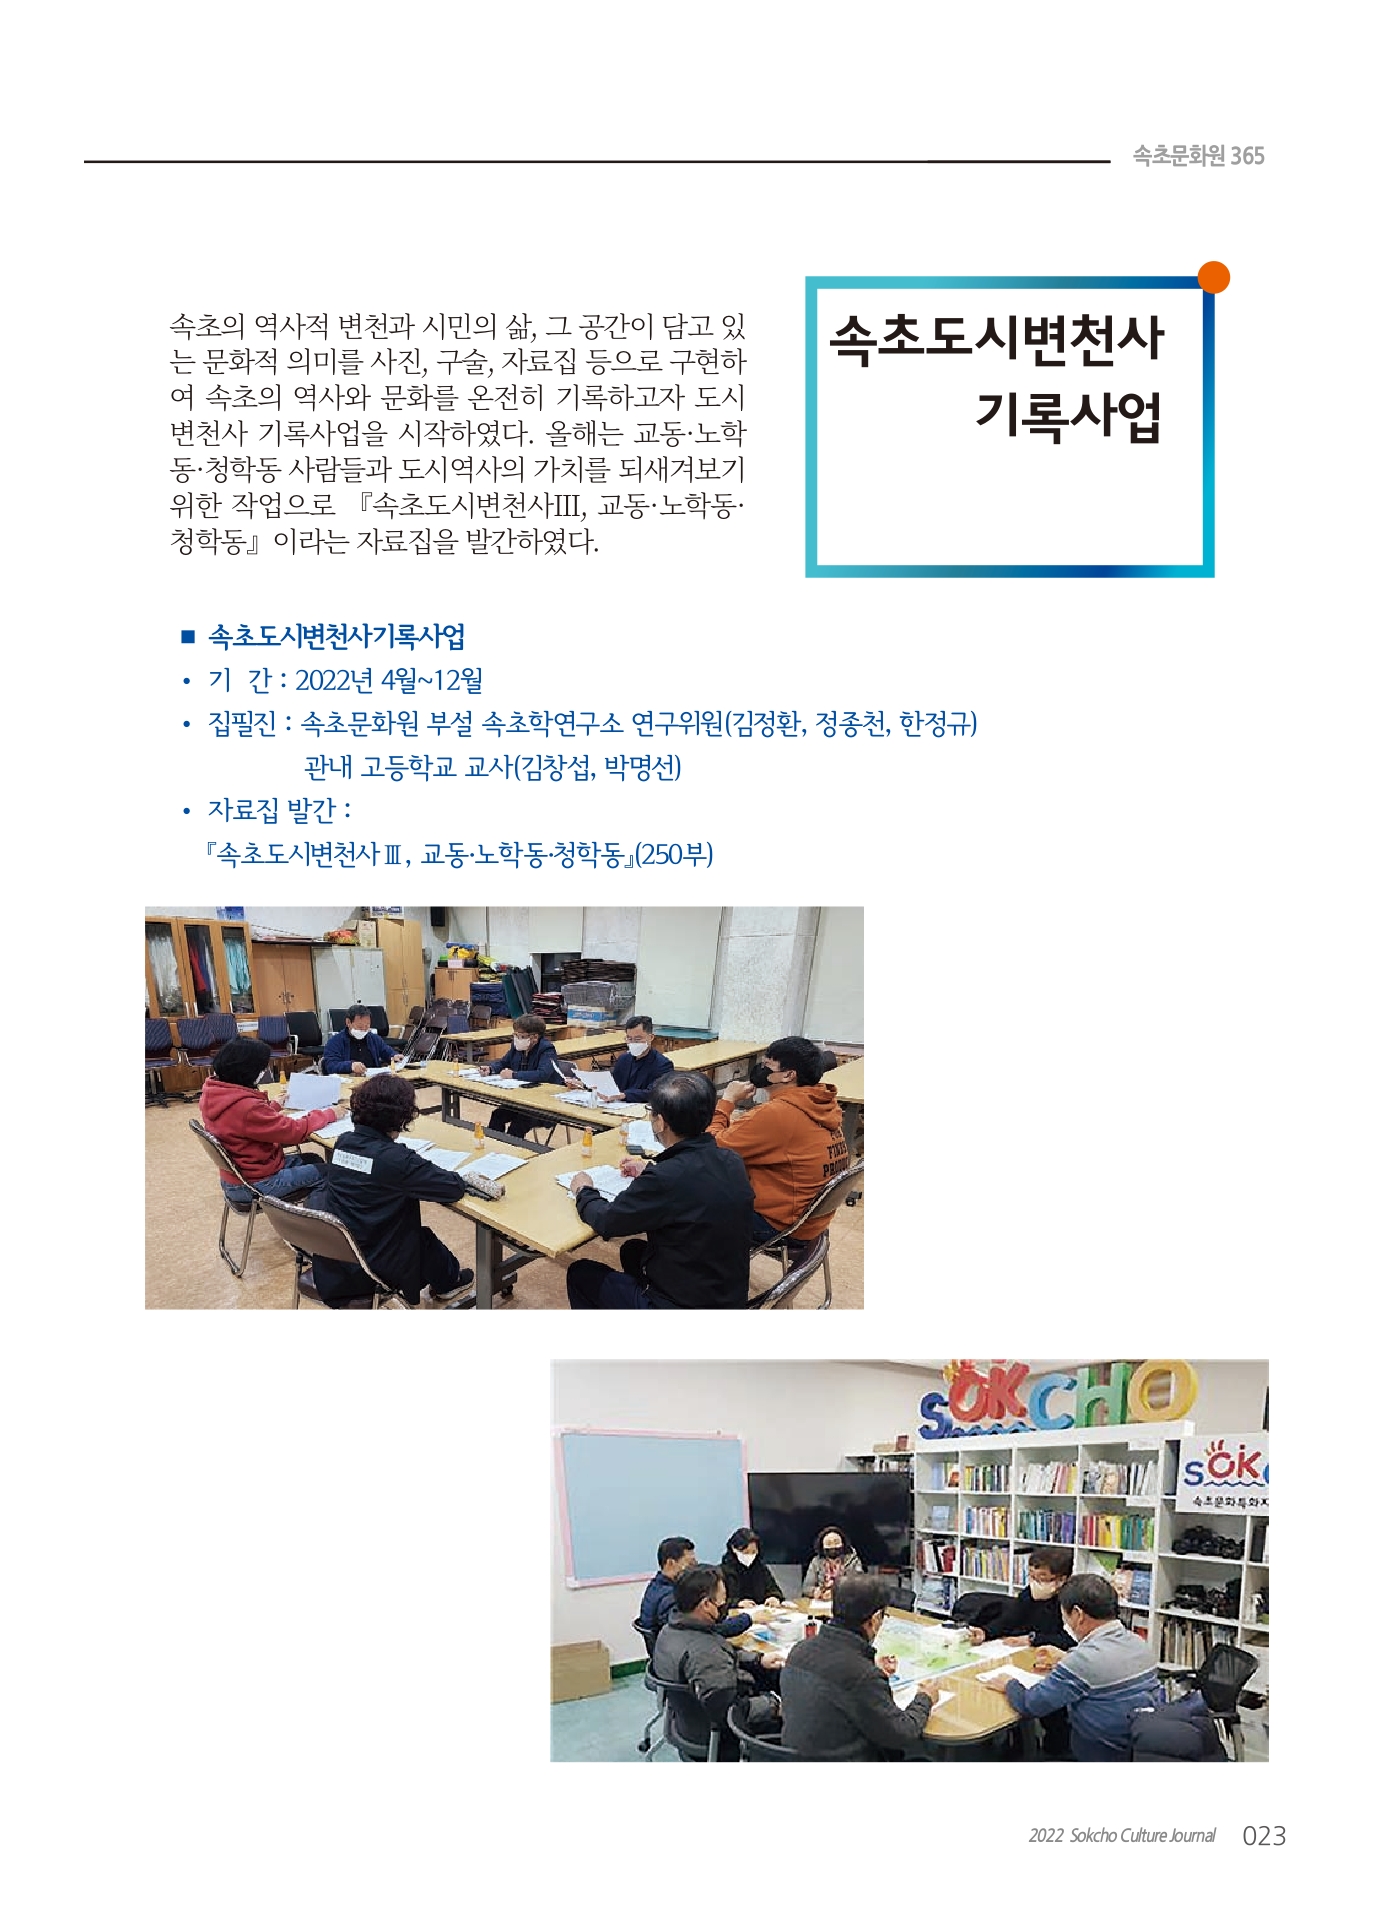 속초문화원 365
속초도시변천사
기록사업
속초의 역사적 변천과 시민의 삶, 그 공간이 담고 있
는 문화적 의미를 사진, 구술, 자료집 등으로 구현하
여 속초의 역사와 문화를 온전히 기록하고자 도시
변천사 기록사업을 시작하였다. 올해는 교동·노학
동·청학동 사람들과 도시역사의 가치를 되새겨보기
위한 작업으로 『속초도시변천사Ⅲ, 교동·노학동·
청학동』이라는 자료집을 발간하였다.
■ 속초도시변천사기록사업
• 기 간 : 2022년 4월~12월
• 집필진 : 속초문화원 부설 속초학연구소 연구위원(김정환, 정종천, 한정규)
관내 고등학교 교사(김창섭, 박명선)
• 자료집 발간 :
『속초도시변천사Ⅲ, 교동·노학동·청학동』(250부)
SOKCHO
SOK
속초문화특화
2022 Sokcho Culture Journal 023